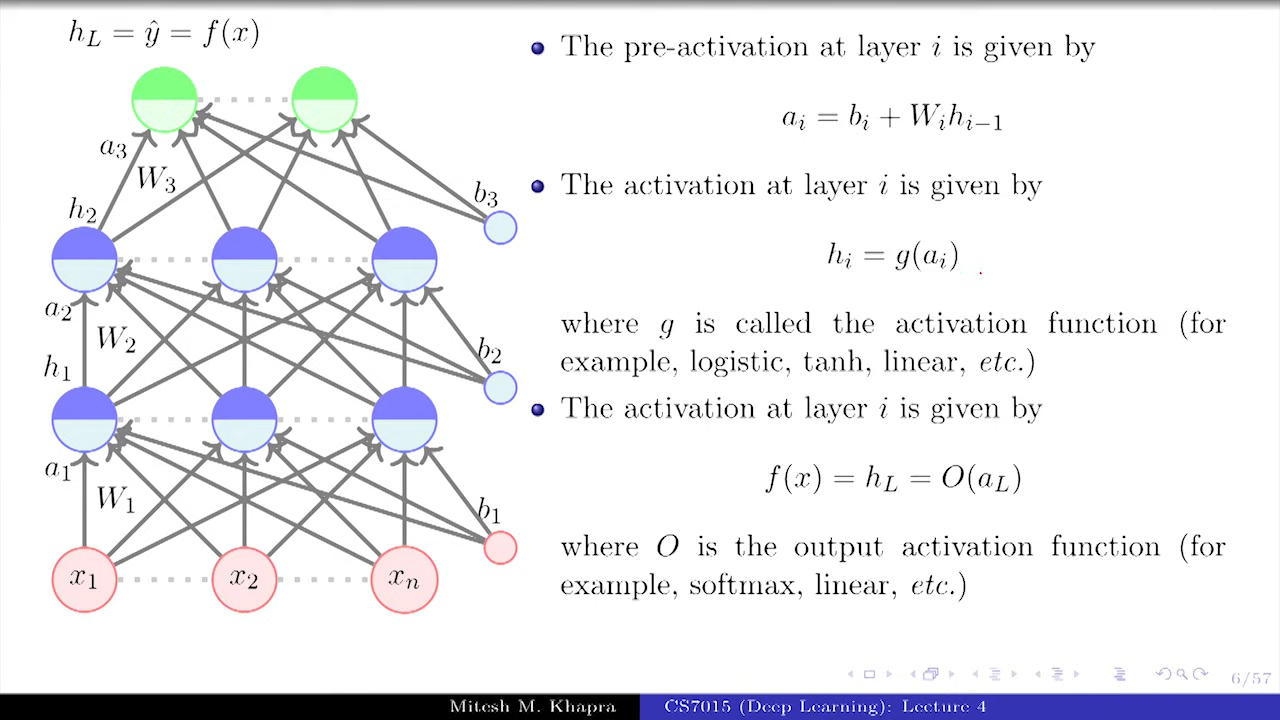 h_L = ŷ = f(x)
a_3
W_3
b_3
h_2
a_2
W_2
b_2
h_1
a_1
W_1
b_1
x_1 x_2 x_n
The pre-activation at layer i is given by
a_i = b_i + W_i h_{i−1}
The activation at layer i is given by
h_i = g(a_i)
where g is called the activation function (for
example, logistic, tanh, linear, etc.)
The activation at layer i is given by
f(x) = h_L = O(a_L)
where O is the output activation function (for
example, softmax, linear, etc.)
6/57
Mitesh M. Khapra CS7015 (Deep Learning): Lecture 4